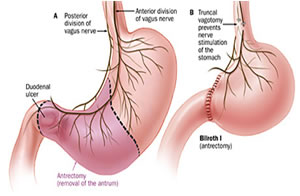 A
Posterior
division of
vagus nerve
Anterior division
of vagus nerve
Duodenal
ulcer
Antrectomy
(removal of the antrum)
B
Truncal
vagotomy
prevents
nerve
stimulation
of the
stomach
Bilroth I
(antrectomy)